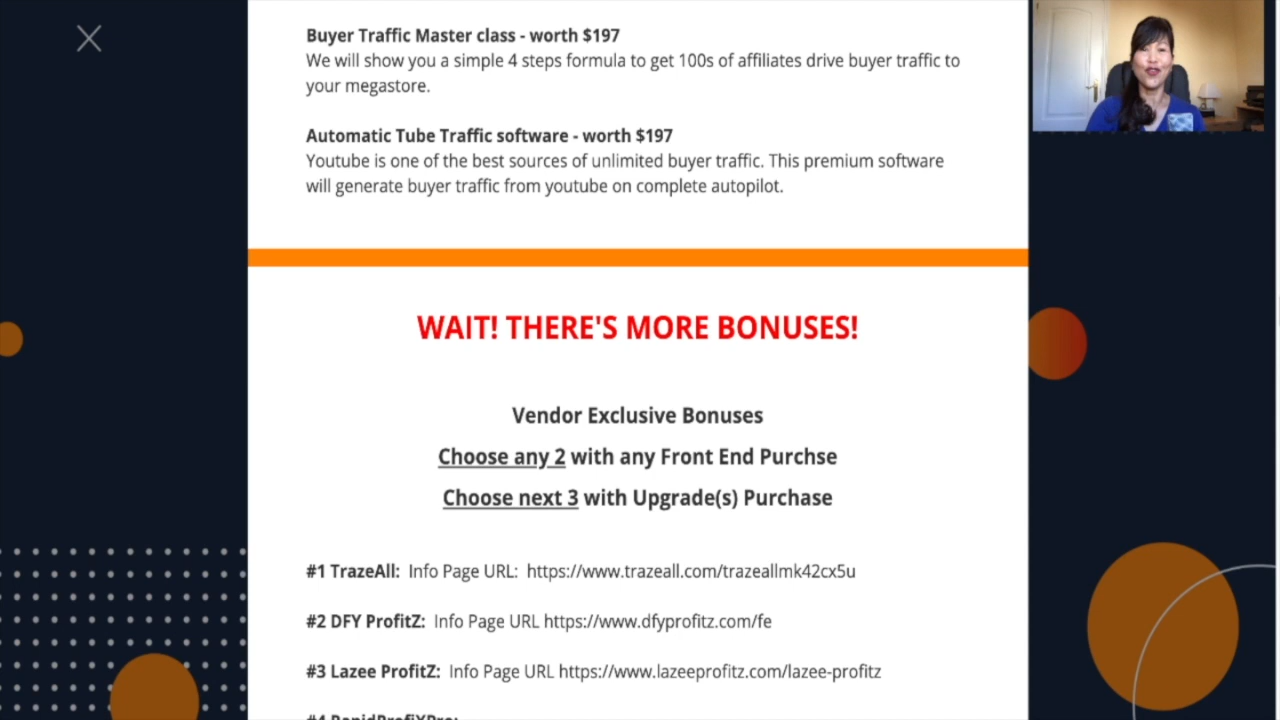 Buyer Traffic Master class - worth $197
We will show you a simple 4 steps formula to get 100s of affiliates drive buyer traffic to
your megastore.
Automatic Tube Traffic software - worth $197
Youtube is one of the best sources of unlimited buyer traffic. This premium software
will generate buyer traffic from youtube on complete autopilot.
WAIT! THERE'S MORE BONUSES!
Vendor Exclusive Bonuses
Choose any 2 with any Front End Purchse
Choose next 3 with Upgrade(s) Purchase
#1 TrazeAll: Info Page URL: https://www.trazeall.com/trazeallmk42cx5u
#2 DFY ProfitZ: Info Page URL https://www.dfyprofitz.com/fe
#3 Lazee ProfitZ: Info Page URL https://www.lazeeprofitz.com/lazee-profitz